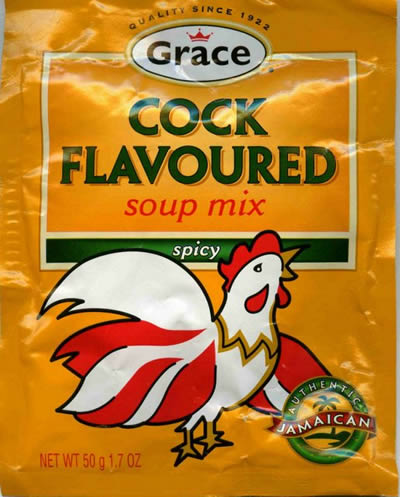 QUALITY SINCE 1922
Grace
COCK
FLAVOURED
soup mix
spicy
AUTHENTIC
JAMAICAN
NET WT 50 g 1.7 OZ